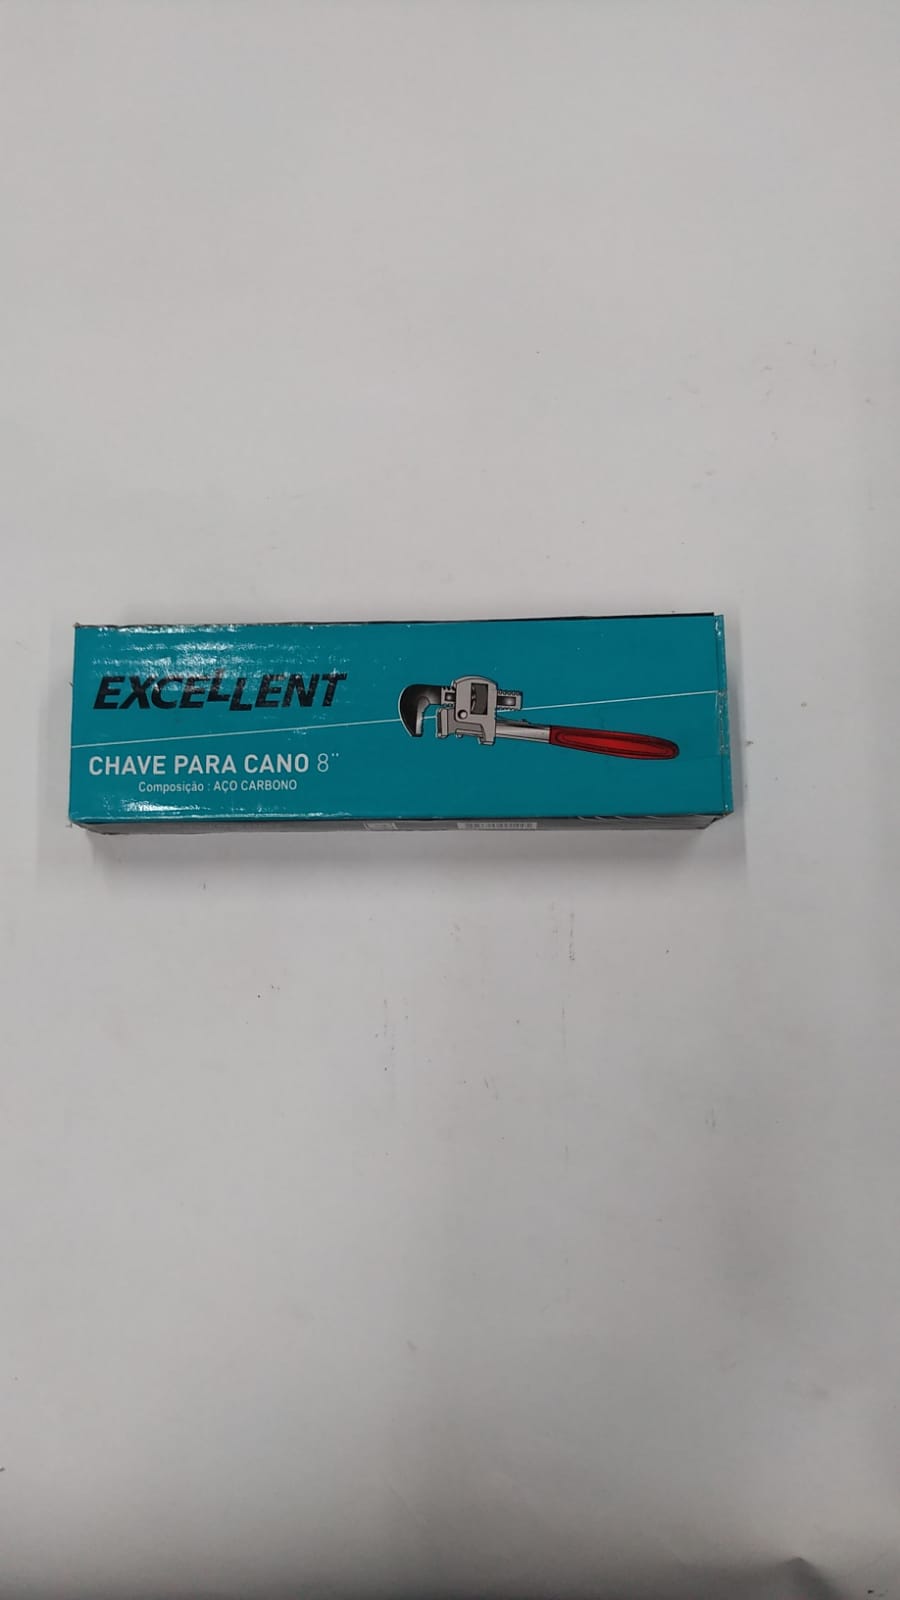 EXCELLENT
CHAVE PARA CANO 8"
Composição : AÇO CARBONO